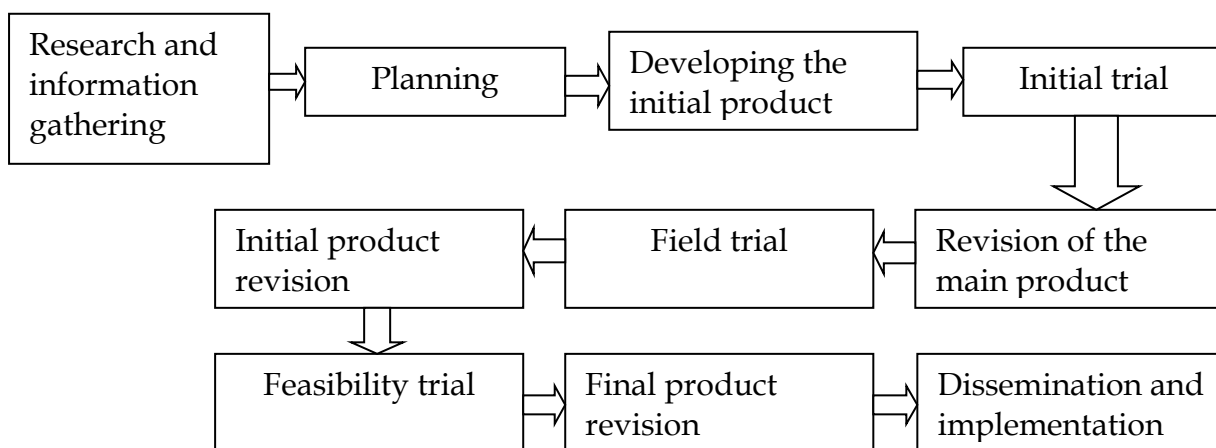 Research and
information
gathering
Planning
Developing the
initial product
Initial trial
Revision of the
main product
Field trial
Initial product
revision
Feasibility trial
Final product
revision
Dissemination and
implementation